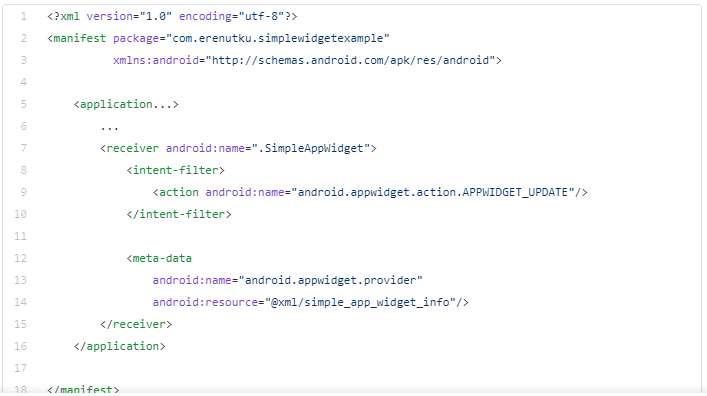 1 <?xml version="1.0" encoding="utf-8"?>
2 <manifest package="com.erenutku.simplewidgetexample"
3 xmlns:android="http://schemas.android.com/apk/res/android">
4
5 <application...>
6 ...
7 <receiver android:name=".SimpleAppWidget">
8 <intent-filter>
9 <action android:name="android.appwidget.action.APPWIDGET_UPDATE"/>
10 </intent-filter>
11
12 <meta-data
13 android:name="android.appwidget.provider"
14 android:resource="@xml/simple_app_widget_info"/>
15 </receiver>
16 </application>
17
18 </manifest>